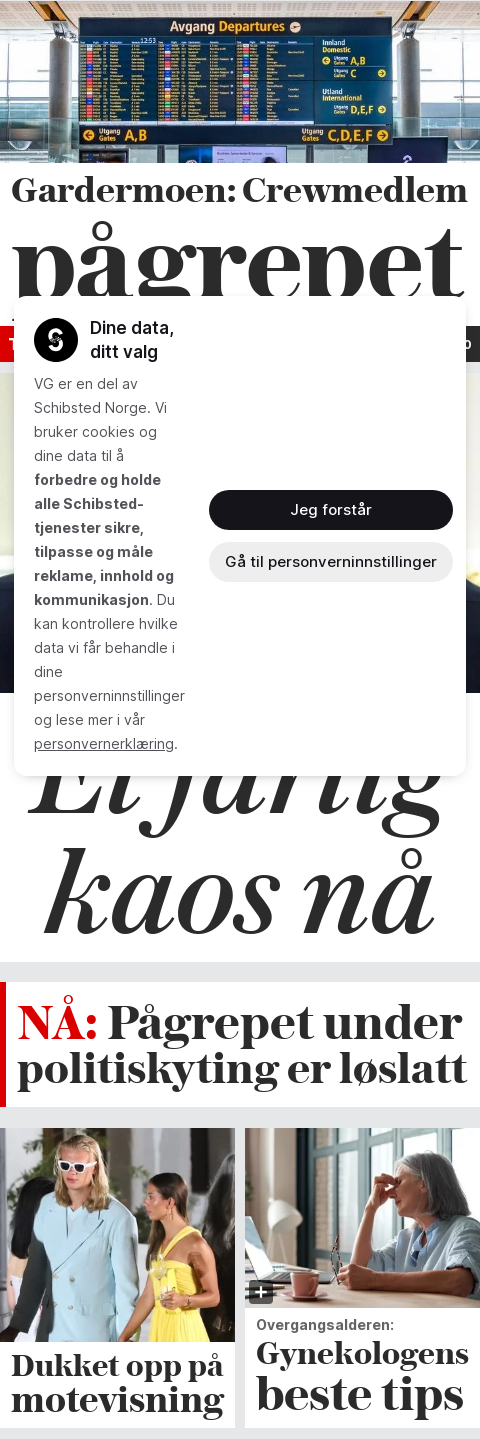 Avgang Departures
12:53
Innland
Domestic
Utgang
Gates A,B
Utgang
Gates C
Utland
International
Utgang
Gates D,E,F
Utgang
Gates A,B
Utgang
Gates C,D,E,F
Gardermoen: Crewmedlem
pågrepet
Dine data,
ditt valg
VG er en del av
Schibsted Norge. Vi
bruker cookies og
dine data til å
forbedre og holde
alle Schibsted-
tjenester sikre,
tilpasse og måle
reklame, innhold og
kommunikasjon. Du
kan kontrollere hvilke
data vi får behandle i
dine
personverninnstillinger
og lese mer i vår
personvernerklæring.
Jeg forstår
Gå til personverninnstillinger
Et farlig
kaos nå
NÅ: Pågrepet under
politiskyting er løslatt
Dukket opp på
motevisning
+
Overgangsalderen:
Gynekologens
beste tips